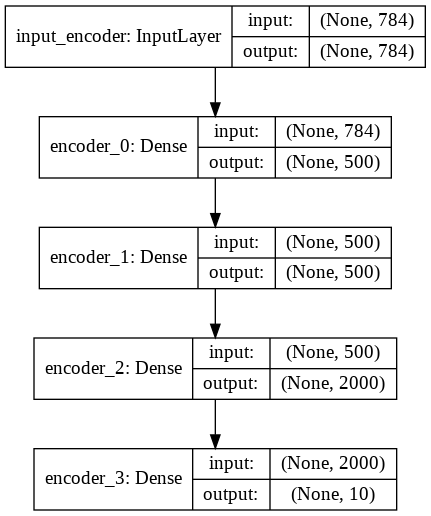 input_encoder: InputLayer
input: (None, 784)
output: (None, 784)
encoder_0: Dense
input: (None, 784)
output: (None, 500)
encoder_1: Dense
input: (None, 500)
output: (None, 500)
encoder_2: Dense
input: (None, 500)
output: (None, 2000)
encoder_3: Dense
input: (None, 2000)
output: (None, 10)